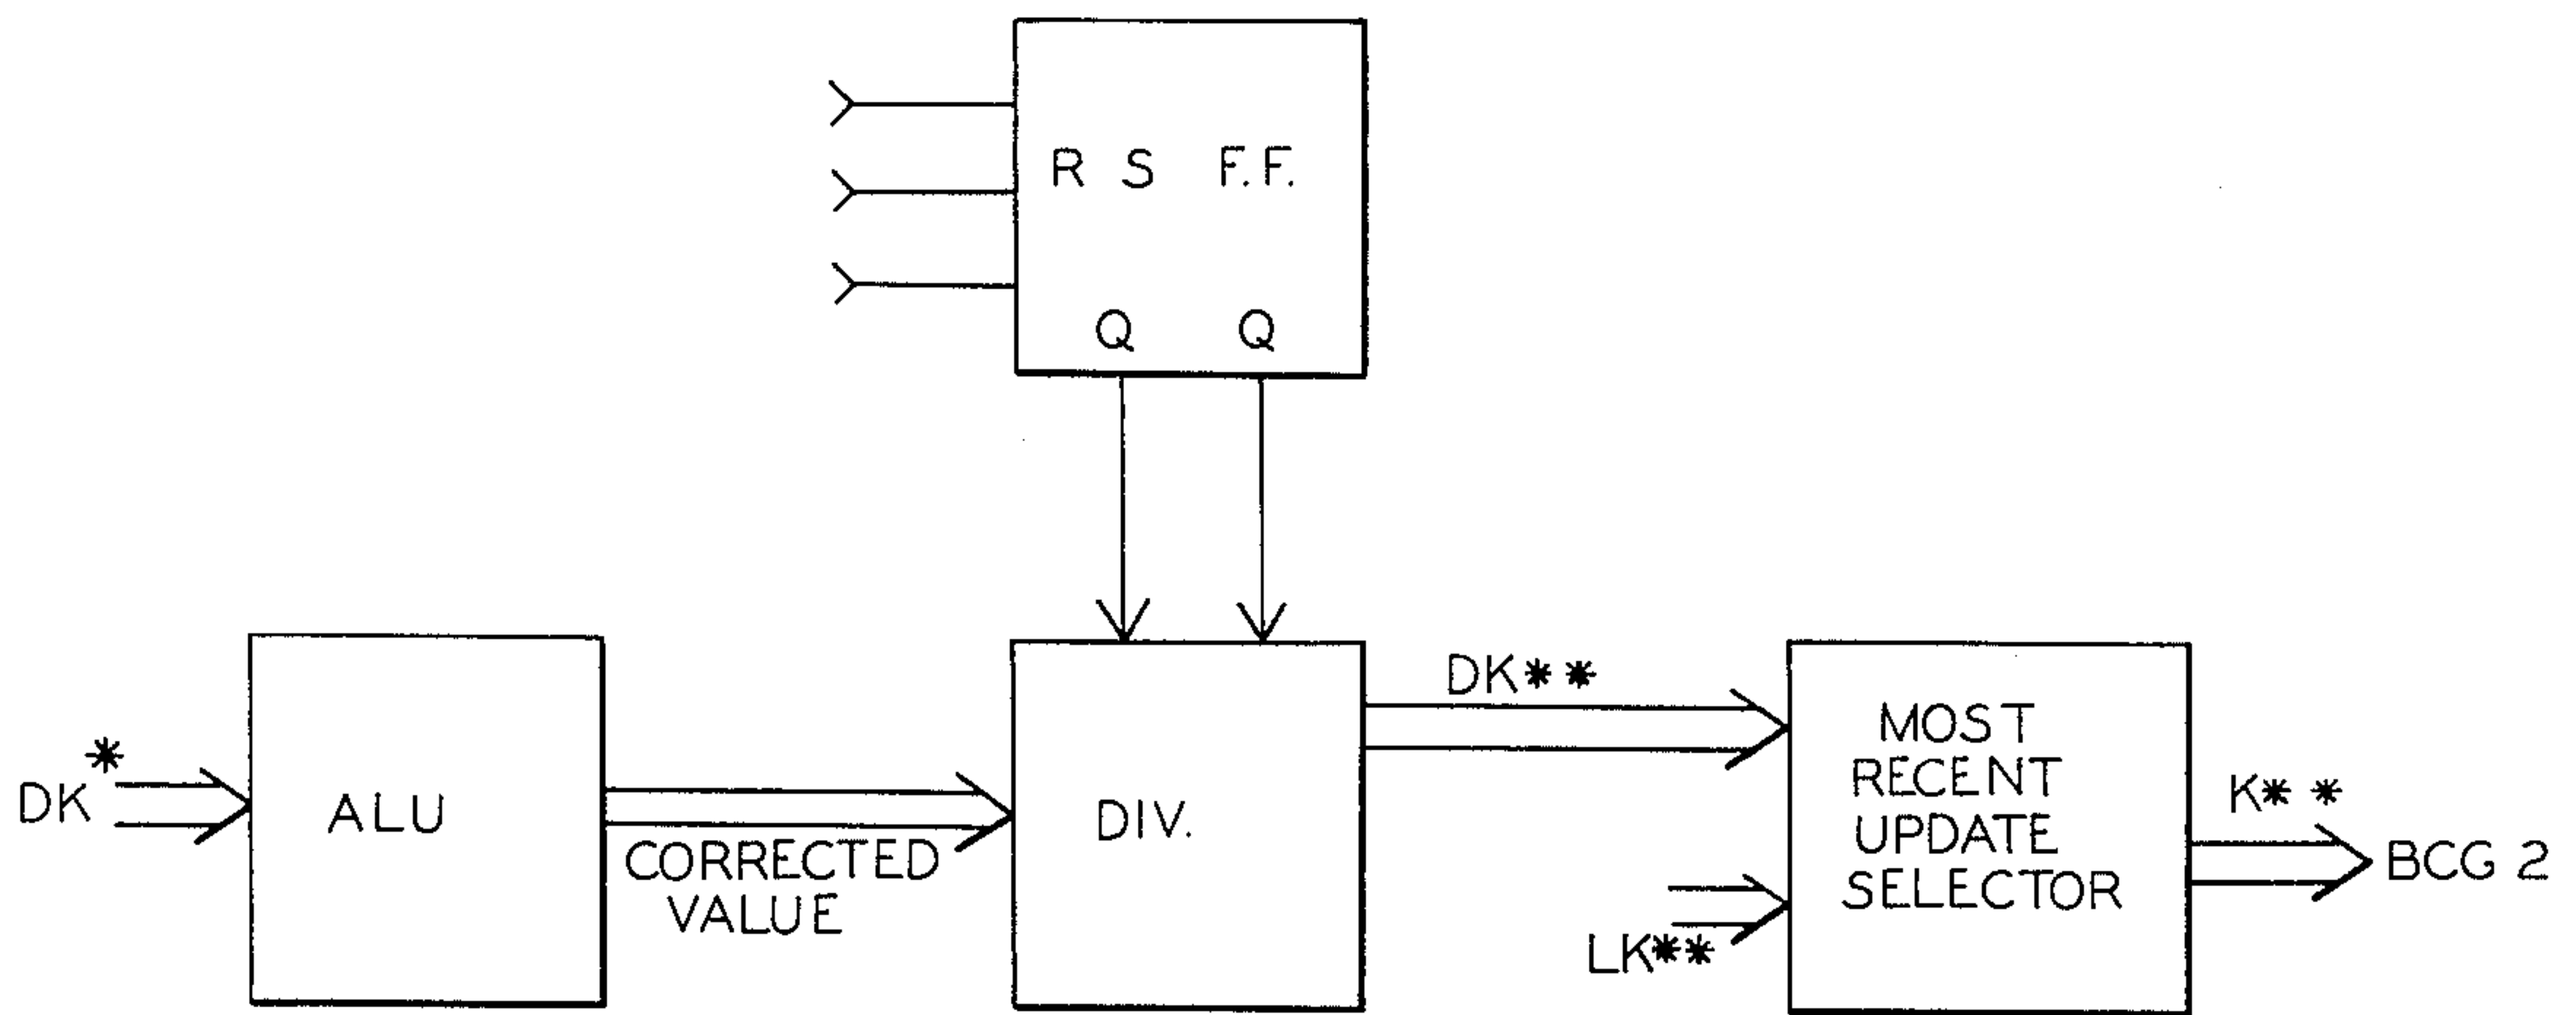 R S F.F.
Q Q
DK**
MOST
RECENT
UPDATE
SELECTOR
K**
BCG 2
DK*
ALU
CORRECTED
VALUE
DIV.
LK**